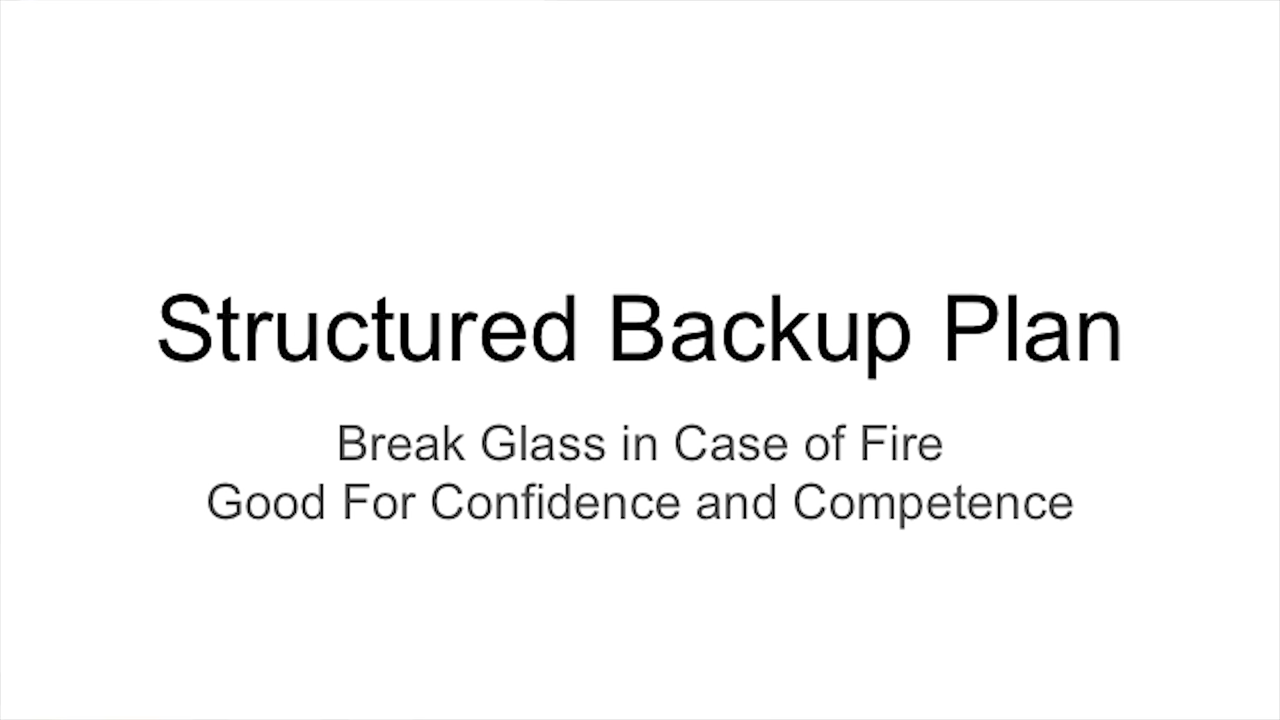 Structured Backup Plan
Break Glass in Case of Fire
Good For Confidence and Competence